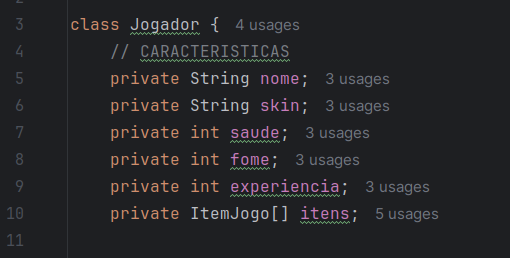 3 class Jogador { 4 usages
4 // CARACTERISTICAS
5 private String nome; 3 usages
6 private String skin; 3 usages
7 private int saude; 3 usages
8 private int fome; 3 usages
9 private int experiencia; 3 usages
10 private ItemJogo[] itens; 5 usages
11